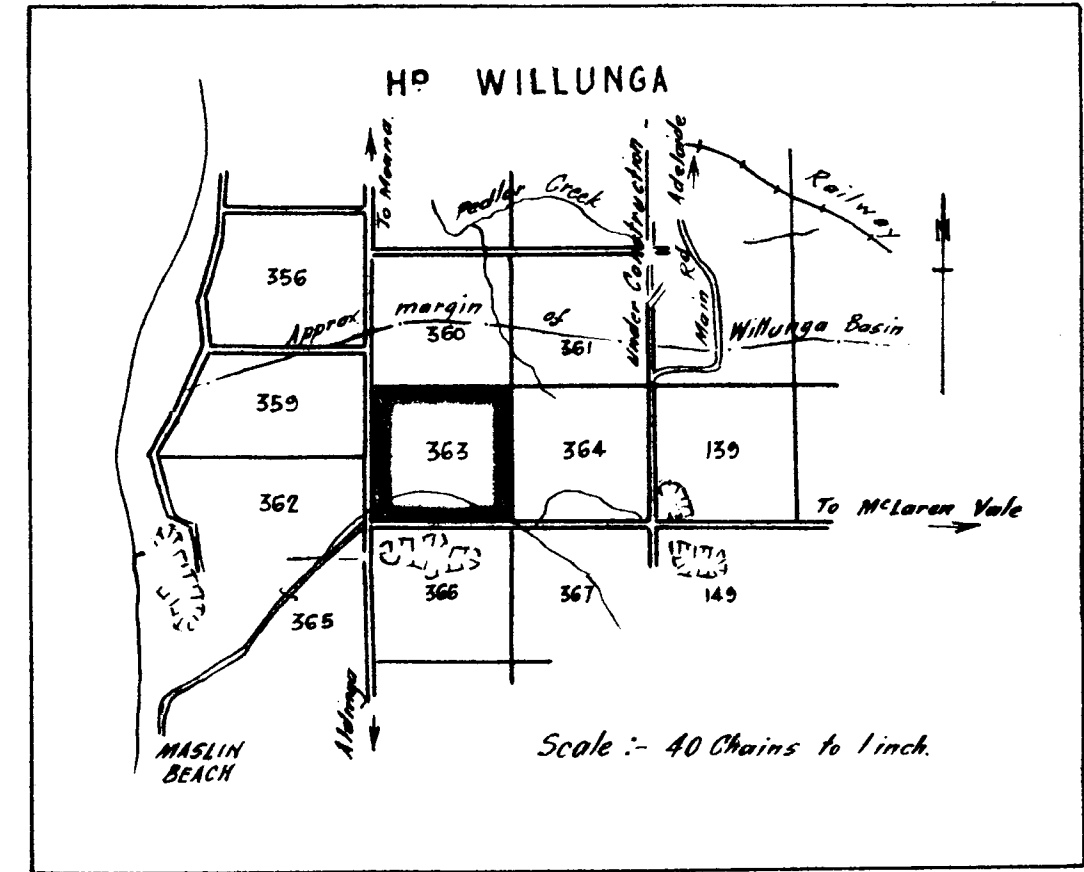 HD WILLUNGA
To Moana.
Pedlar Creek
Under Construction
Adelaide
Main Rd
Railway
N
356
Approx margin of Willunga Basin
360
361
359
363
364
139
362
To McLaren Vale
366
367
149
365
Aldinga
MASLIN
BEACH
Scale :- 40 Chains to 1 inch.